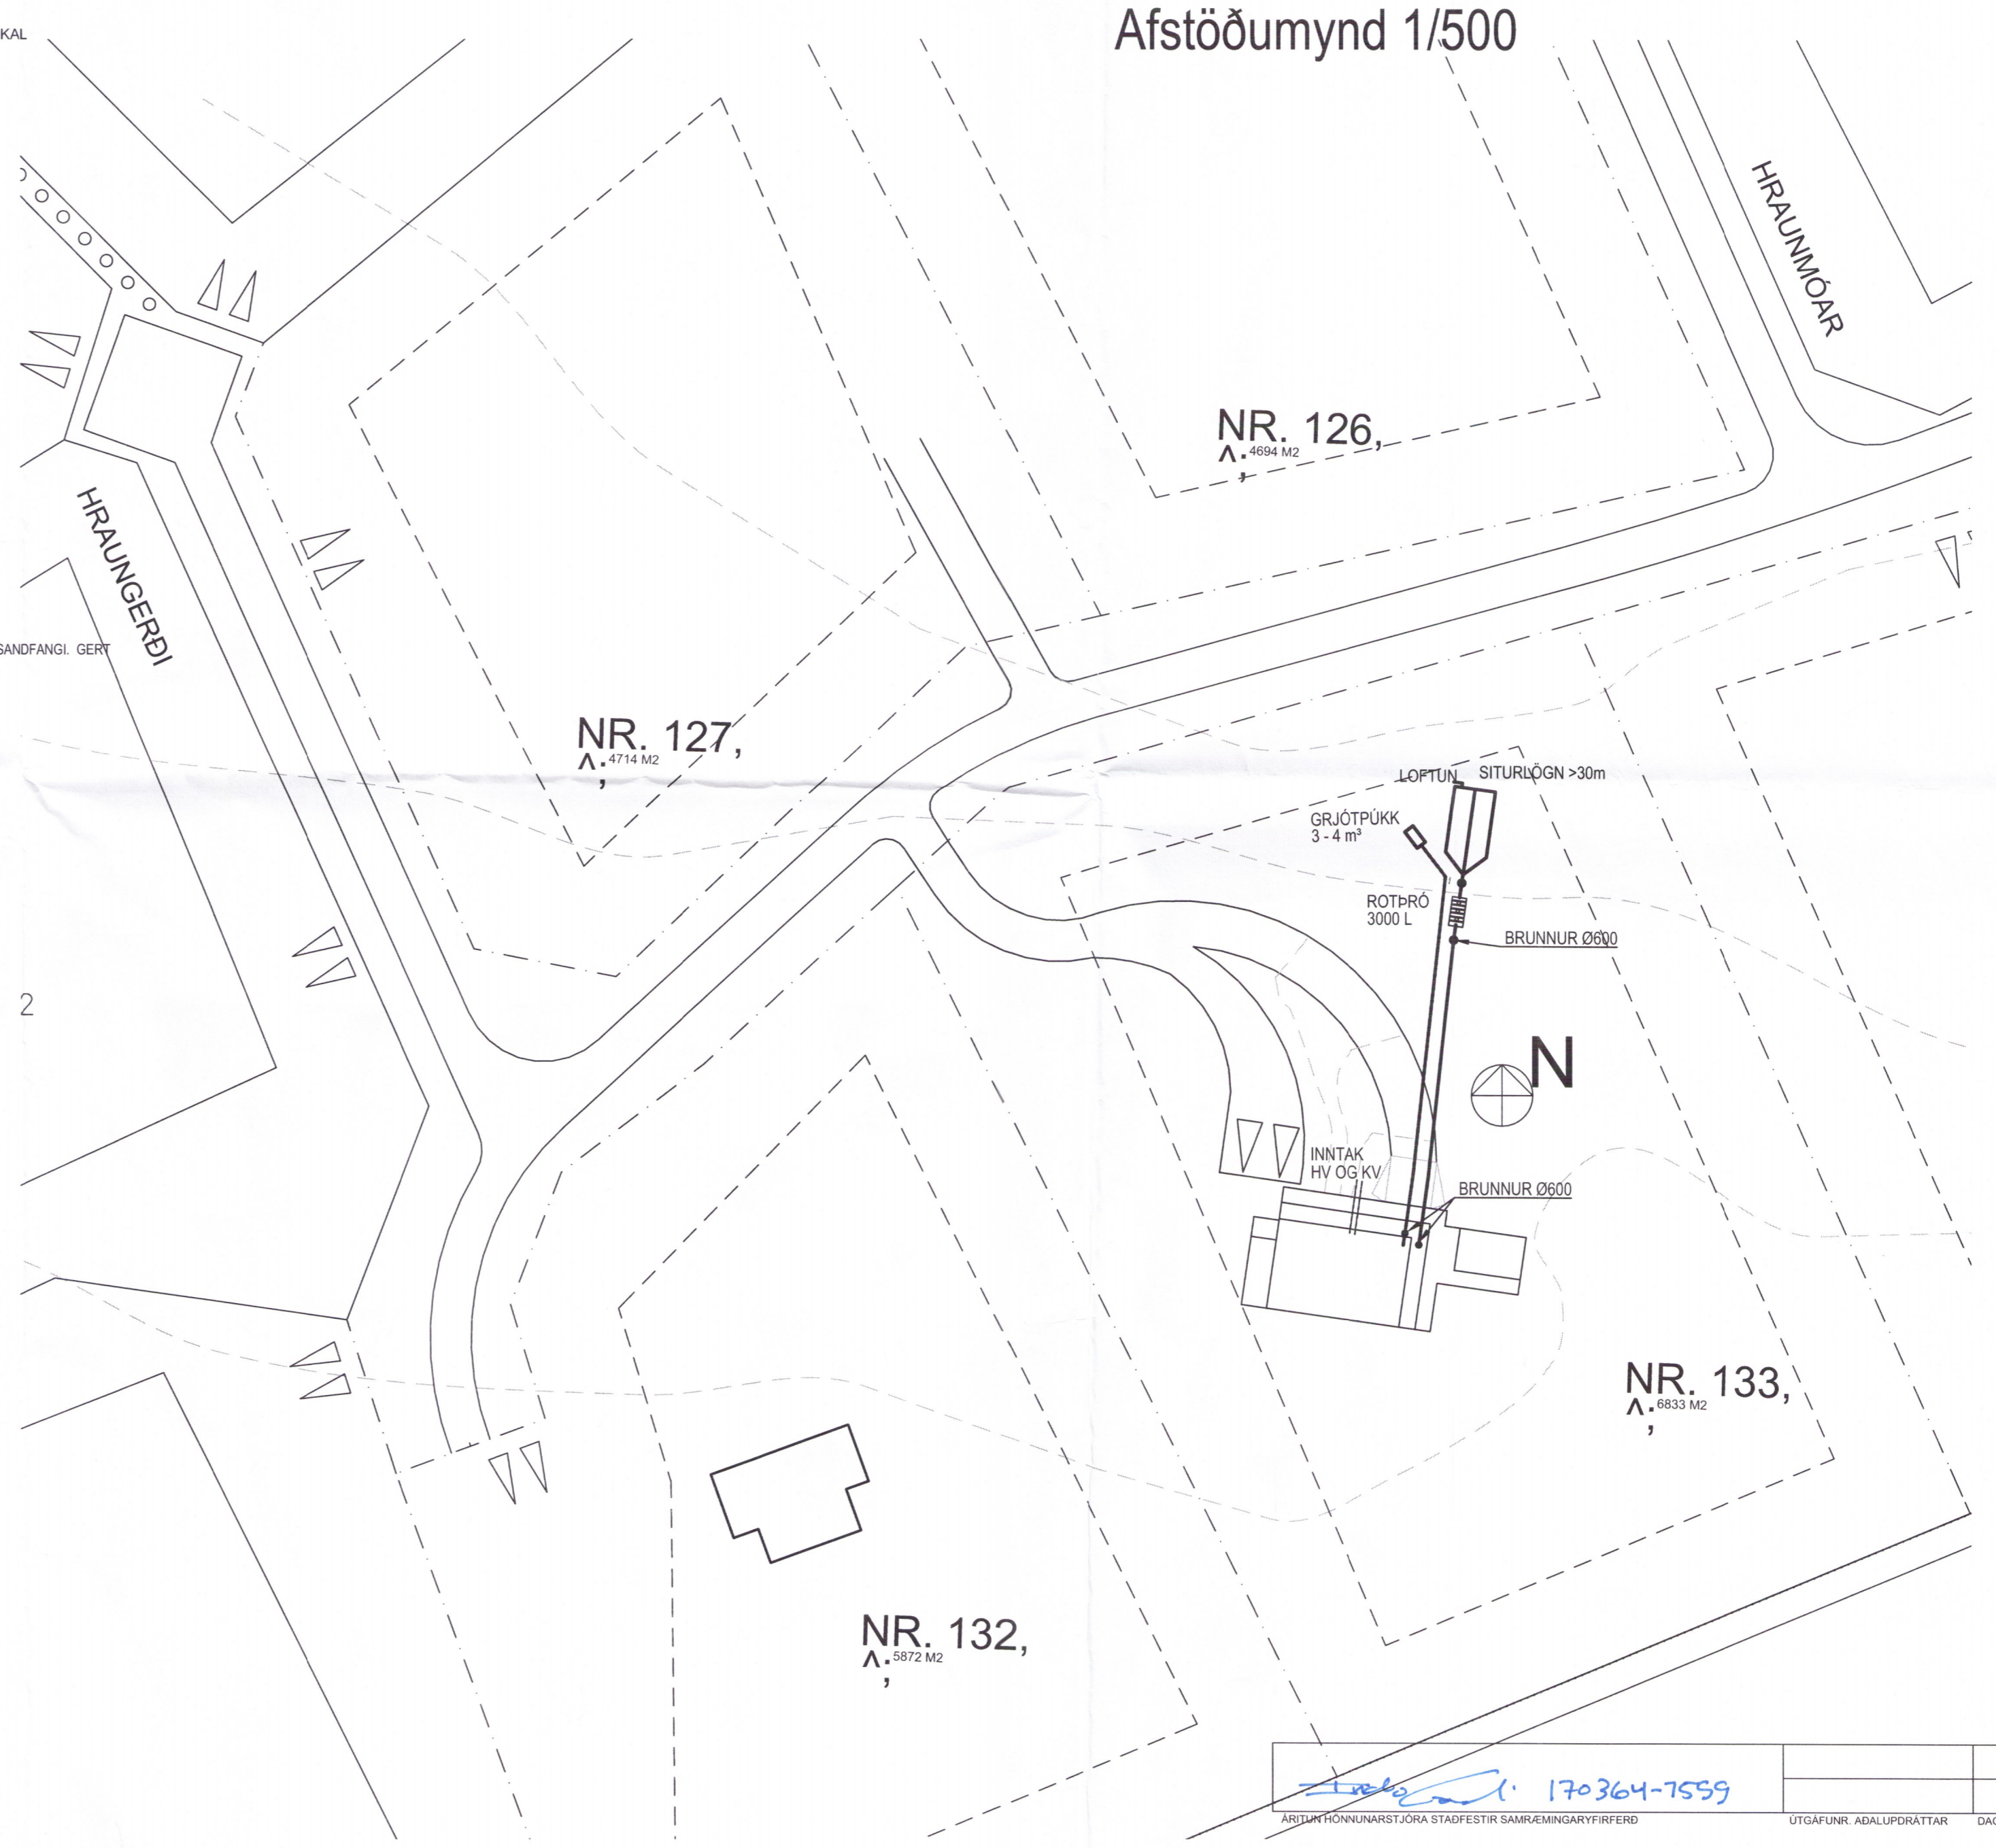 Afstöðumynd 1/500
KAL
HRAUNMÓAR
NR. 126,
4694 M2
HRAUNGERÐI
SANDFANGI. GERT
NR. 127,
4714 M2
LOFTUN
SITURLÖGN >30m
GRJÓTPÚKK
3 - 4 m³
ROTÞRÓ
3000 L
BRUNNUR Ø600
2
N
INNTAK
HV OG KV
BRUNNUR Ø600
NR. 133,
6833 M2
NR. 132,
5872 M2
170364-7559
ÁRITUN HÖNNUNARSTJÓRA STAÐFESTIR SAMRÆMINGARYFIRFERÐ
ÚTGÁFUNR. AÐALUPDRÁTTAR